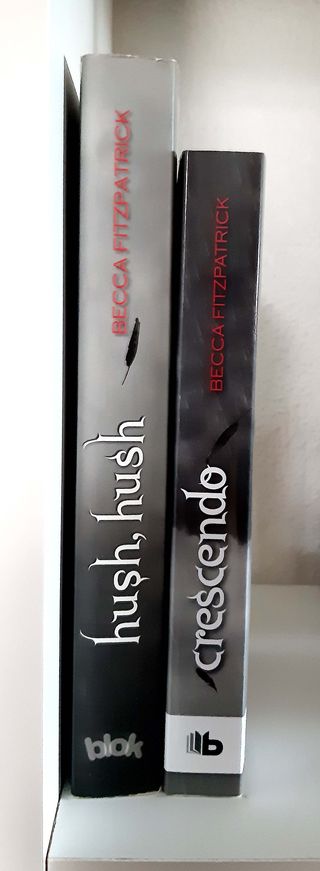 BECCA FITZPATRICK
hush, hush
blok
BECCA FITZPATRICK
crescendo
b